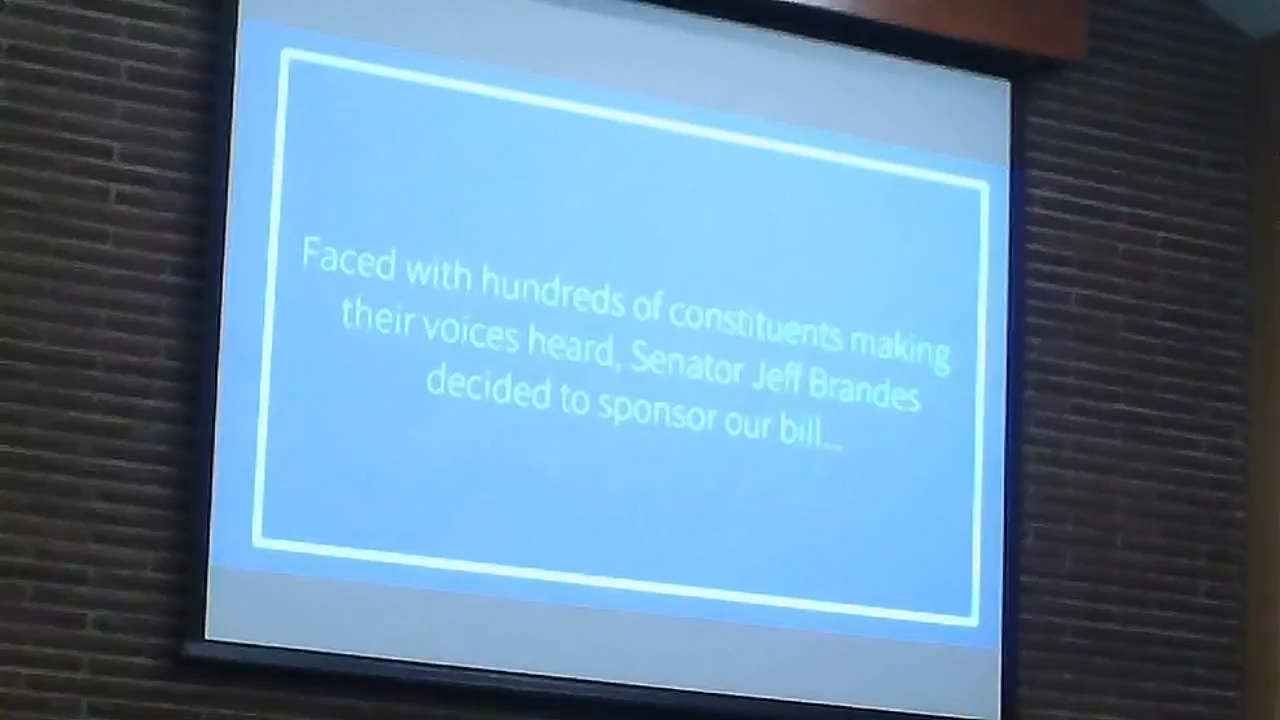 Faced with hundreds of constituents making
their voices heard, Senator Jeff Brandes
decided to sponsor our bill...